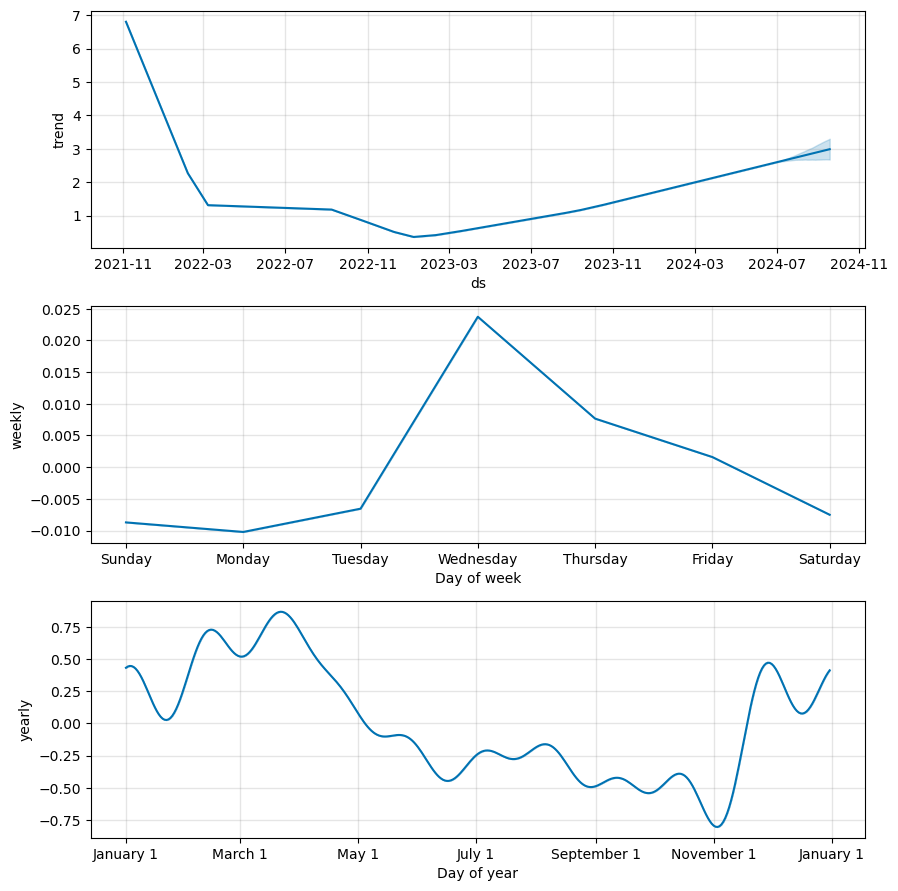 7
6
5
4
3
2
1
trend
2021-11 2022-03 2022-07 2022-11 2023-03 2023-07 2023-11 2024-03 2024-07 2024-11
ds
0.025
0.020
0.015
0.010
0.005
0.000
−0.005
−0.010
weekly
Sunday Monday Tuesday Wednesday Thursday Friday Saturday
Day of week
0.75
0.50
0.25
0.00
−0.25
−0.50
−0.75
yearly
January 1 March 1 May 1 July 1 September 1 November 1 January 1
Day of year